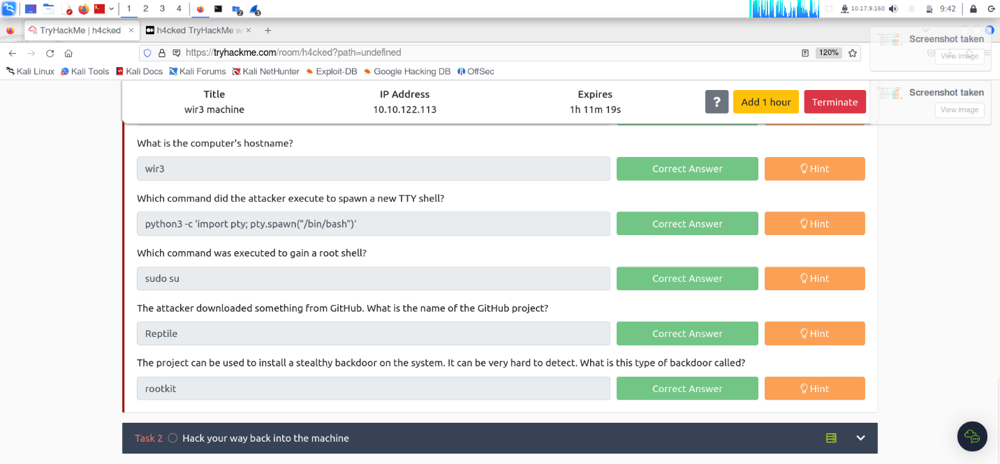 1 2 3 4 2 3 10.17.9.160 9:42
TryHackMe | h4cked × h4cked TryHackMe w × +
https://tryhackme.com/room/h4cked?path=undefined 120%
Kali Linux Kali Tools Kali Docs Kali Forums Kali NetHunter Exploit-DB Google Hacking DB OffSec
Screenshot taken
View image
Screenshot taken
View image
Title IP Address Expires
wir3 machine 10.10.122.113 1h 11m 19s
? Add 1 hour Terminate
What is the computer's hostname?
wir3 Correct Answer Hint
Which command did the attacker execute to spawn a new TTY shell?
python3 -c 'import pty; pty.spawn("/bin/bash")' Correct Answer Hint
Which command was executed to gain a root shell?
sudo su Correct Answer Hint
The attacker downloaded something from GitHub. What is the name of the GitHub project?
Reptile Correct Answer Hint
The project can be used to install a stealthy backdoor on the system. It can be very hard to detect. What is this type of backdoor called?
rootkit Correct Answer Hint
Task 2 Hack your way back into the machine